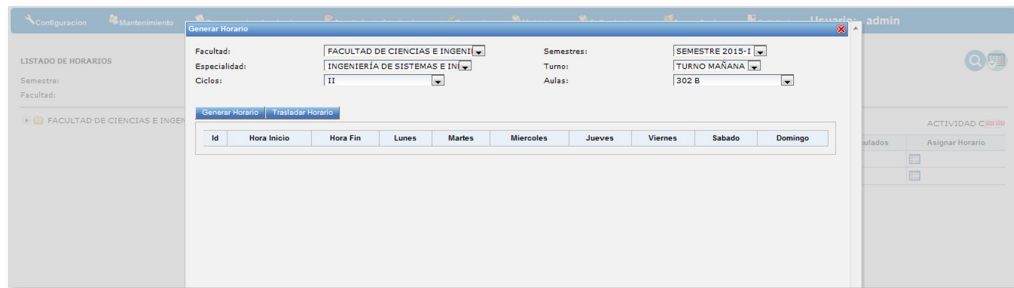 Configuracion Mantenimiento Usuario: admin
Generar Horario
LISTADO DE HORARIOS
Semestre:
Facultad:
FACULTAD DE CIENCIAS E INGEN
Facultad: FACULTAD DE CIENCIAS E INGENI Semestres: SEMESTRE 2015-I
Especialidad: INGENIERÍA DE SISTEMAS E IN Turno: TURNO MAÑANA
Ciclos: II Aulas: 302 B
Generar Horario Trasladar Horario
Id Hora Inicio Hora Fin Lunes Martes Miercoles Jueves Viernes Sabado Domingo
ACTIVIDAD C
ulados Asignar Horario